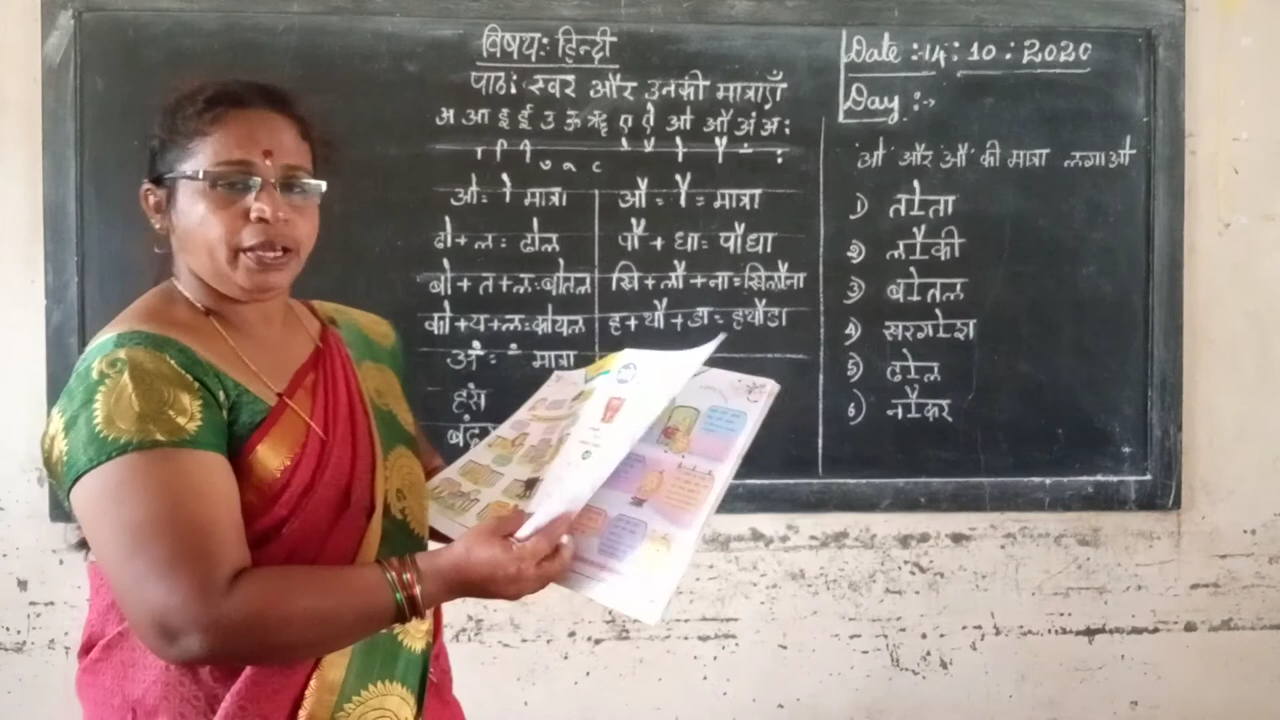 विषय: हिन्दी
पाठ: स्वर और उनकी मात्राएँ
अ आ इ ई उ ऊ ऋ ए ऐ ओ औ अं अ:
ा ि ी ु ू ृ े ै ो ौ ं :
ओ = ो मात्रा
ढो + ल = ढोल
बो + त + ल = बोतल
को + य + ल = कोयल
अं = ं मात्रा
हंस
औ = ौ = मात्रा
पौ + धा = पौधा
खि + लौ + ना = खिलौना
ह + थौ + डा = हथौडा
Date :- 14 : 10 : 2020
Day :-
'ओ' और 'औ' की मात्रा लगाओ
1) तोता
2) लौकी
3) बोतल
4) खरगोश
5) ढोल
6) नौकर